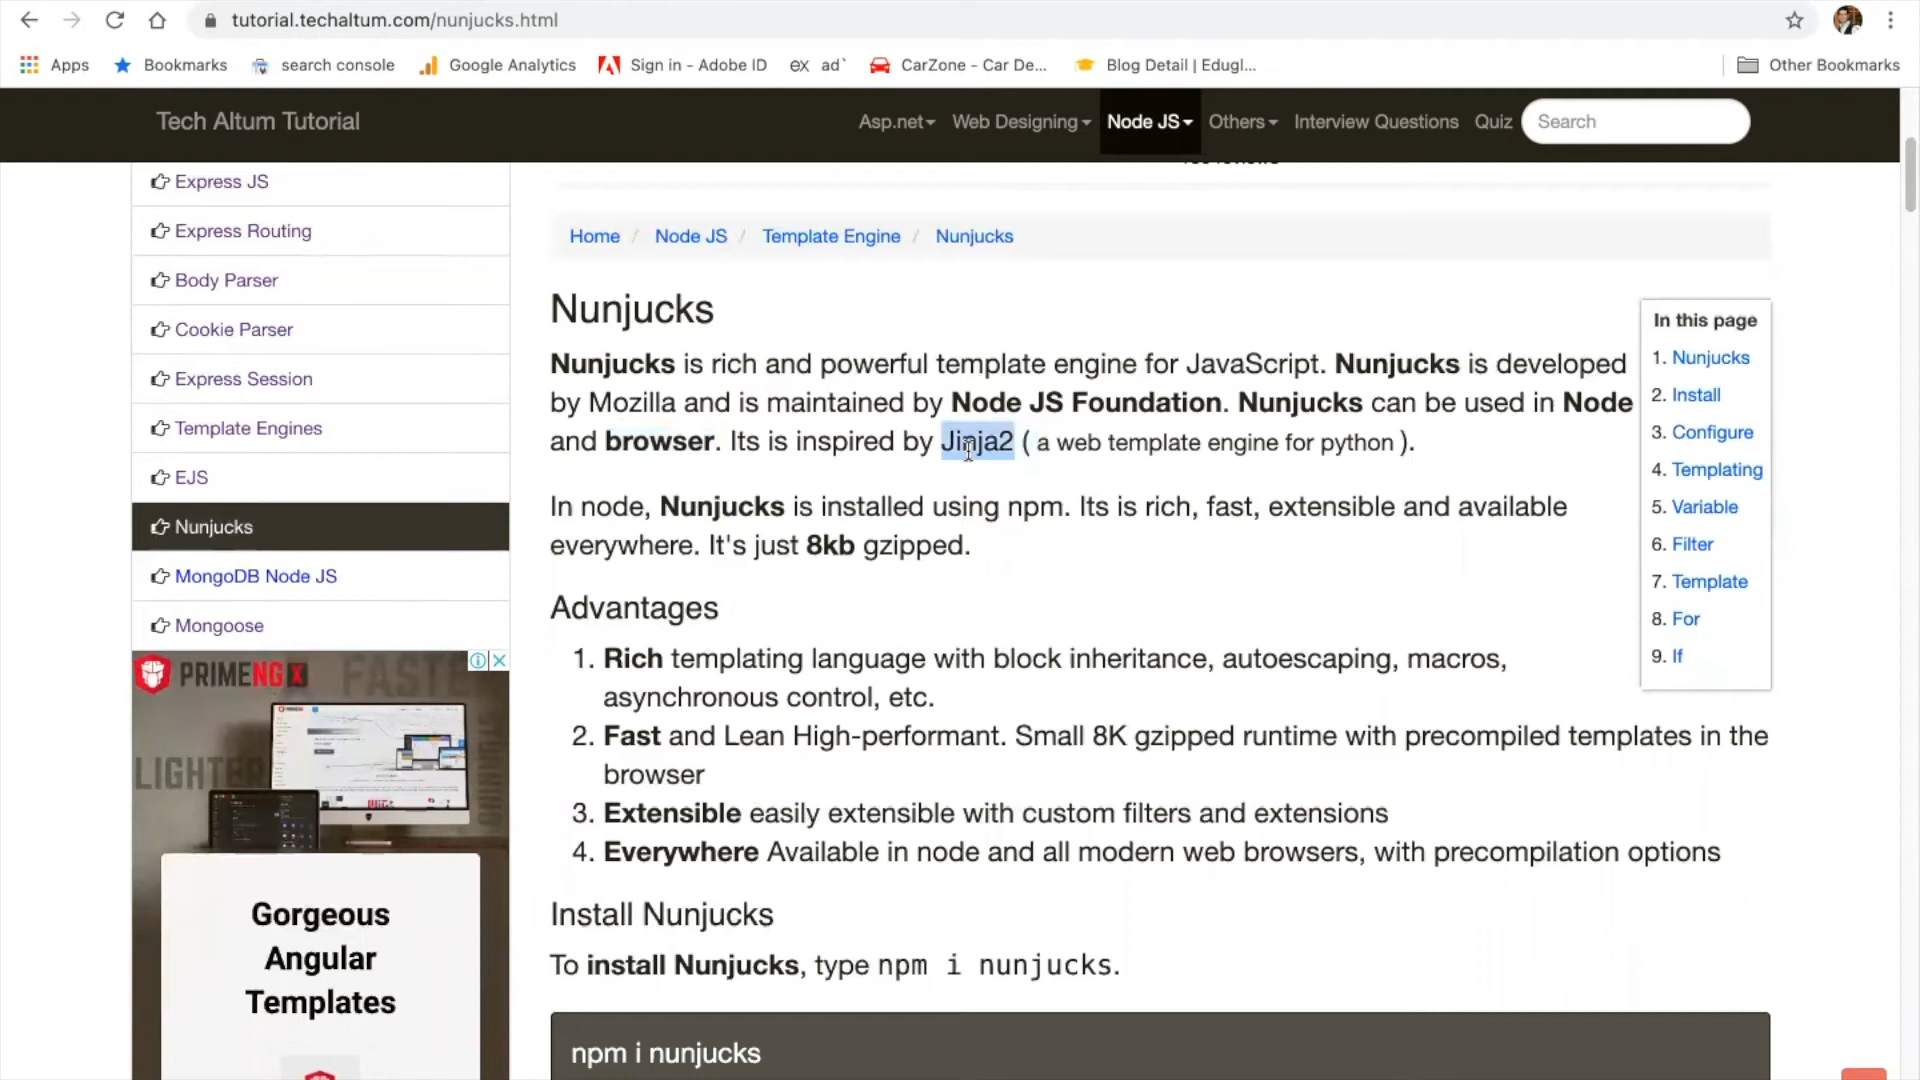 tutorial.techaltum.com/nunjucks.html
Apps Bookmarks search console Google Analytics Sign in - Adobe ID ex ad` CarZone - Car De... Blog Detail | Edugl... Other Bookmarks
Tech Altum Tutorial Asp.net Web Designing Node JS Others Interview Questions Quiz Search
Express JS
Express Routing
Body Parser
Cookie Parser
Express Session
Template Engines
EJS
Nunjucks
MongoDB Node JS
Mongoose
PRIMENG X
FASTE
LIGHTER
Gorgeous
Angular
Templates
Home / Node JS / Template Engine / Nunjucks
Nunjucks
Nunjucks is rich and powerful template engine for JavaScript. Nunjucks is developed
by Mozilla and is maintained by Node JS Foundation. Nunjucks can be used in Node
and browser. Its is inspired by Jinja2 ( a web template engine for python ).
In node, Nunjucks is installed using npm. Its is rich, fast, extensible and available
everywhere. It's just 8kb gzipped.
Advantages
1. Rich templating language with block inheritance, autoescaping, macros,
asynchronous control, etc.
2. Fast and Lean High-performant. Small 8K gzipped runtime with precompiled templates in the
browser
3. Extensible easily extensible with custom filters and extensions
4. Everywhere Available in node and all modern web browsers, with precompilation options
Install Nunjucks
To install Nunjucks, type npm i nunjucks.
npm i nunjucks
In this page
1. Nunjucks
2. Install
3. Configure
4. Templating
5. Variable
6. Filter
7. Template
8. For
9. If